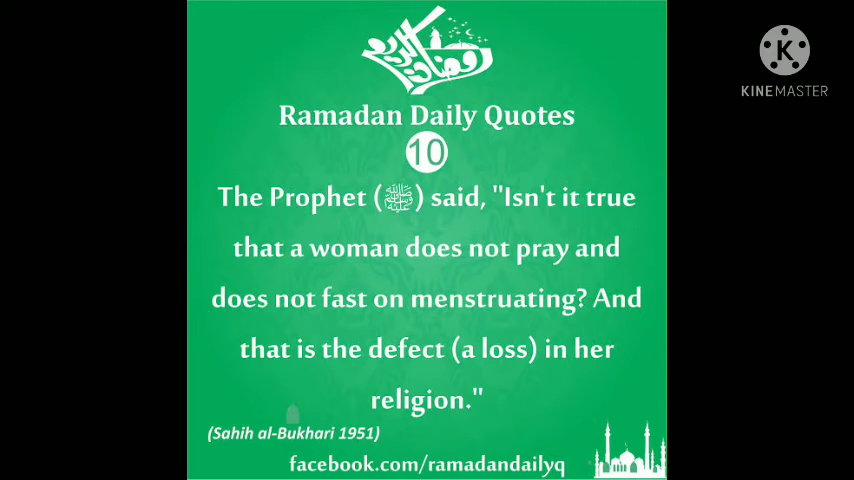 رمضان كريم
KINEMASTER
Ramadan Daily Quotes
10
The Prophet (ﷺ) said, "Isn't it true
that a woman does not pray and
does not fast on menstruating? And
that is the defect (a loss) in her
religion."
(Sahih al-Bukhari 1951)
facebook.com/ramadandailyq